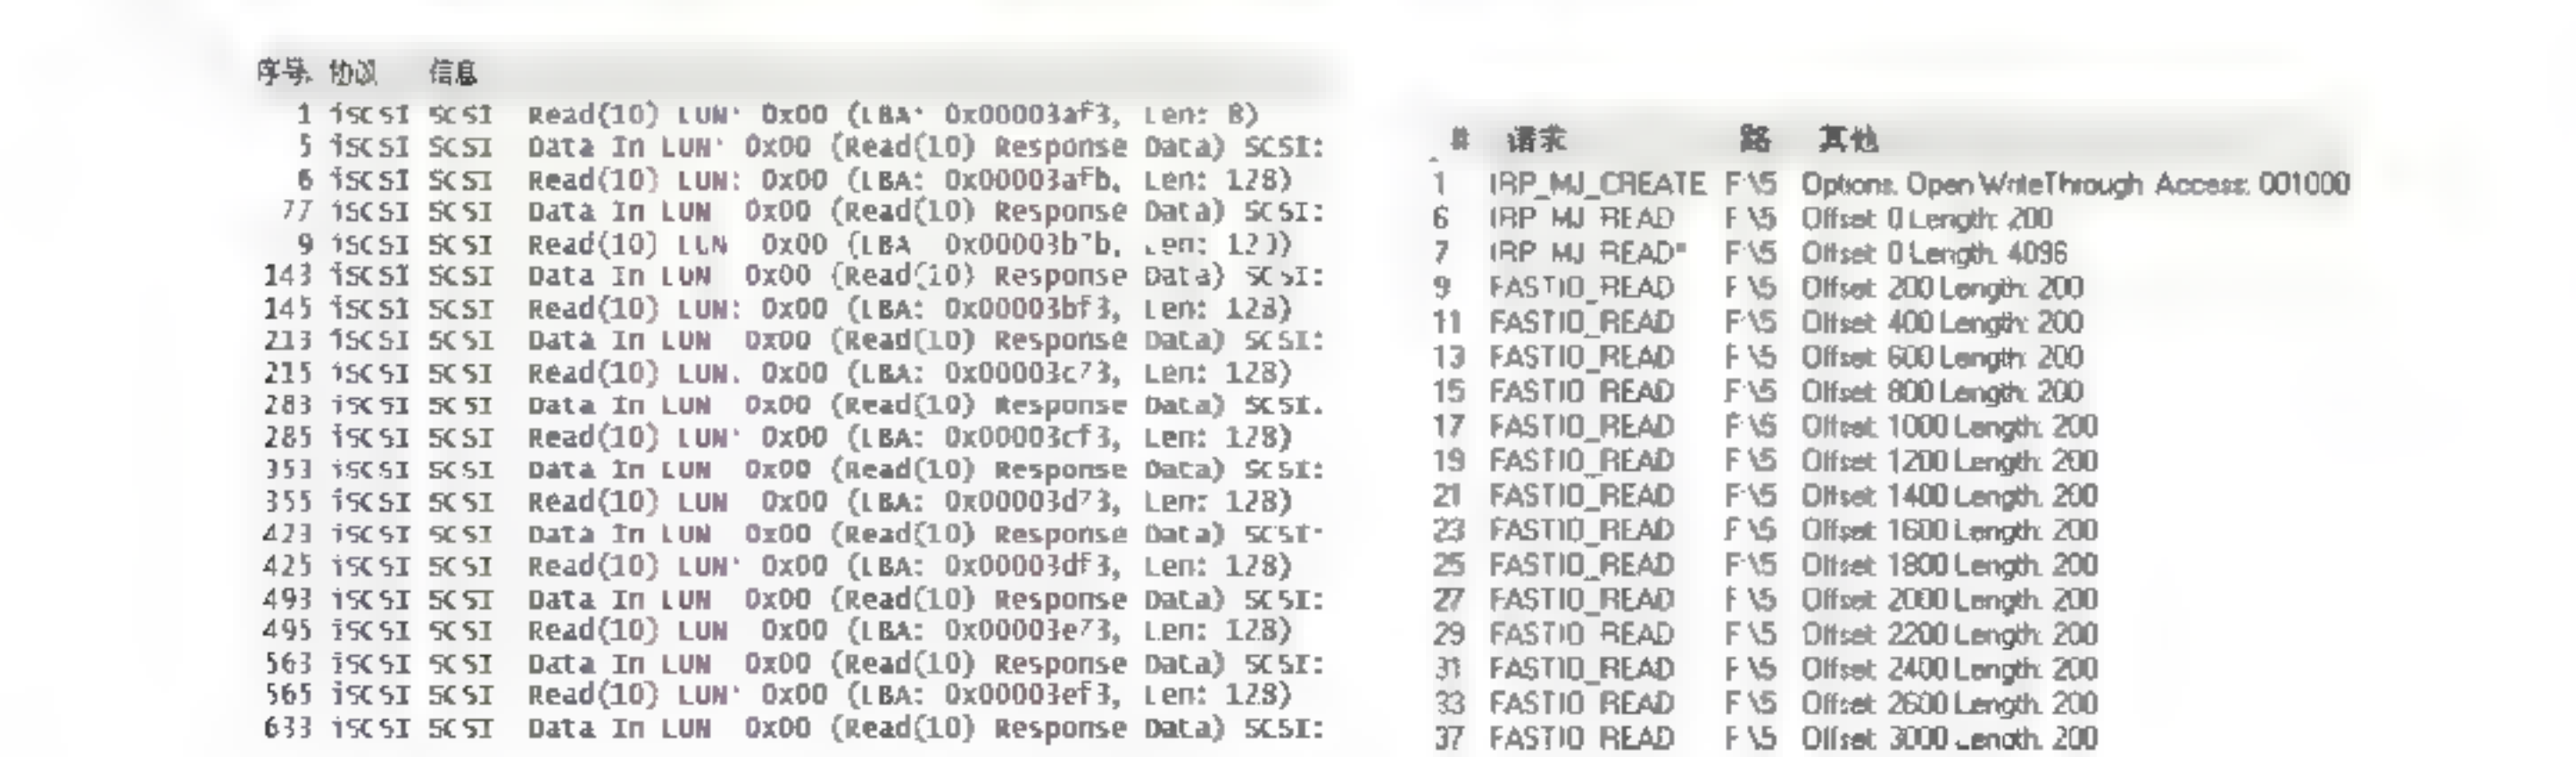 序号 协议 信息
1 iSCSI SCSI Read(10) LUN: 0x00 (LBA: 0x00003af3, Len: 8)
5 iSCSI SCSI Data In LUN: 0x00 (Read(10) Response Data) SCSI:
6 iSCSI SCSI Read(10) LUN: 0x00 (LBA: 0x00003afb, Len: 128)
77 iSCSI SCSI Data In LUN 0x00 (Read(10) Response Data) SCSI:
9 iSCSI SCSI Read(10) LUN 0x00 (LBA 0x00003b7b, Len:
143 iSCSI SCSI Data In LUN 0x00 (Read(10) Response Data) SCSI:
145 iSCSI SCSI Read(10) LUN: 0x00 (LBA: 0x00003bf3, Len: 128)
213 iSCSI SCSI Data In LUN 0x00 (Read(10) Response Data) SCSI:
215 iSCSI SCSI Read(10) LUN. 0x00 (LBA: 0x00003c73, Len: 128)
283 iSCSI SCSI Data In LUN 0x00 (Read(10) Response Data) SCSI.
285 iSCSI SCSI Read(10) LUN: 0x00 (LBA: 0x00003cf3, Len: 128)
353 iSCSI SCSI Data In LUN 0x00 (Read(10) Response Data) SCSI:
355 iSCSI SCSI Read(10) LUN 0x00 (LBA: 0x00003d73, Len: 128)
423 iSCSI SCSI Data In LUN 0x00 (Read(10) Response Data) SCSI:
425 iSCSI SCSI Read(10) LUN: 0x00 (LBA: 0x00003df3, Len: 128)
493 iSCSI SCSI Data In LUN 0x00 (Read(10) Response Data) SCSI:
495 iSCSI SCSI Read(10) LUN 0x00 (LBA: 0x00003e73, Len: 128)
563 iSCSI SCSI Data In LUN 0x00 (Read(10) Response Data) SCSI:
565 iSCSI SCSI Read(10) LUN: 0x00 (LBA: 0x00003ef3, Len: 128)
633 iSCSI SCSI Data In LUN 0x00 (Read(10) Response Data) SCSI:
# 请求 路 其他
1 IRP_MJ_CREATE F:\5 Options: Open WriteThrough Access: 001000
6 IRP_MJ_READ F:\5 Offset: 0 Length: 200
7 IRP_MJ_READ* F:\5 Offset: 0 Length: 4096
9 FASTIO_READ F:\5 Offset: 200 Length: 200
11 FASTIO_READ F:\5 Offset: 400 Length: 200
13 FASTIO_READ F:\5 Offset: 600 Length: 200
15 FASTIO_READ F:\5 Offset: 800 Length: 200
17 FASTIO_READ F:\5 Offset: 1000 Length: 200
19 FASTIO_READ F:\5 Offset: 1200 Length: 200
21 FASTIO_READ F:\5 Offset: 1400 Length: 200
23 FASTIO_READ F:\5 Offset: 1600 Length: 200
25 FASTIO_READ F:\5 Offset: 1800 Length: 200
27 FASTIO_READ F:\5 Offset: 2000 Length: 200
29 FASTIO_READ F:\5 Offset: 2200 Length: 200
31 FASTIO_READ F:\5 Offset: 2400 Length: 200
33 FASTIO_READ F:\5 Offset: 2600 Length: 200
37 FASTIO_READ F:\5 Offset: 3000 Length: 200